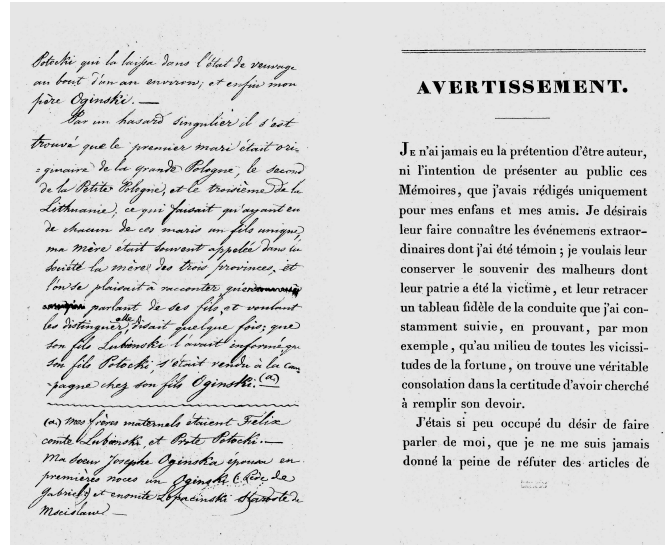 Potocki qui la laissa dans l'état de veuvage
au bout d'un an environ; et enfin mon
père Oginski. —
Par un hasard singulier il s'est
trouvé que le premier mari était ori-
=ginaire de la grande Pologne, le second
de la Petite Pologne, et le troisième de la
Lithuanie; ce qui faisait qu'ayant eu
de chacun de ces maris un fils unique,
ma mère était souvent appelée dans la
société la mère des trois provinces, et
l'on se plaisait à raconter qu'
parlant de ses fils, et voulant
les distinguer, elle disait quelque fois; que
son fils Lubienski l'avait informé que
son fils Potocki, s'était rendu à la cam-
-pagne chez son fils Oginski. (a.)
(a.) mes frères maternels étaient Félix
comte Lubienski, et Prote Potocki. —
Ma soeur Josephe Oginska épousa en
premières noces un Oginski
Gabriel) et ensuite Lopacinski Staroste de
Mscislaw —
AVERTISSEMENT.
JE n'ai jamais eu la prétention d'être auteur,
ni l'intention de présenter au public ces
Mémoires, que j'avais rédigés uniquement
pour mes enfans et mes amis. Je désirais
leur faire connaître les événemens extraor-
dinaires dont j'ai été témoin ; je voulais leur
conserver le souvenir des malheurs dont
leur patrie a été la victime, et leur retracer
un tableau fidèle de la conduite que j'ai con-
stamment suivie, en prouvant, par mon
exemple, qu'au milieu de toutes les vicissi-
tudes de la fortune, on trouve une véritable
consolation dans la certitude d'avoir cherché
à remplir son devoir.
J'étais si peu occupé du désir de faire
parler de moi, que je ne me suis jamais
donné la peine de réfuter des articles de